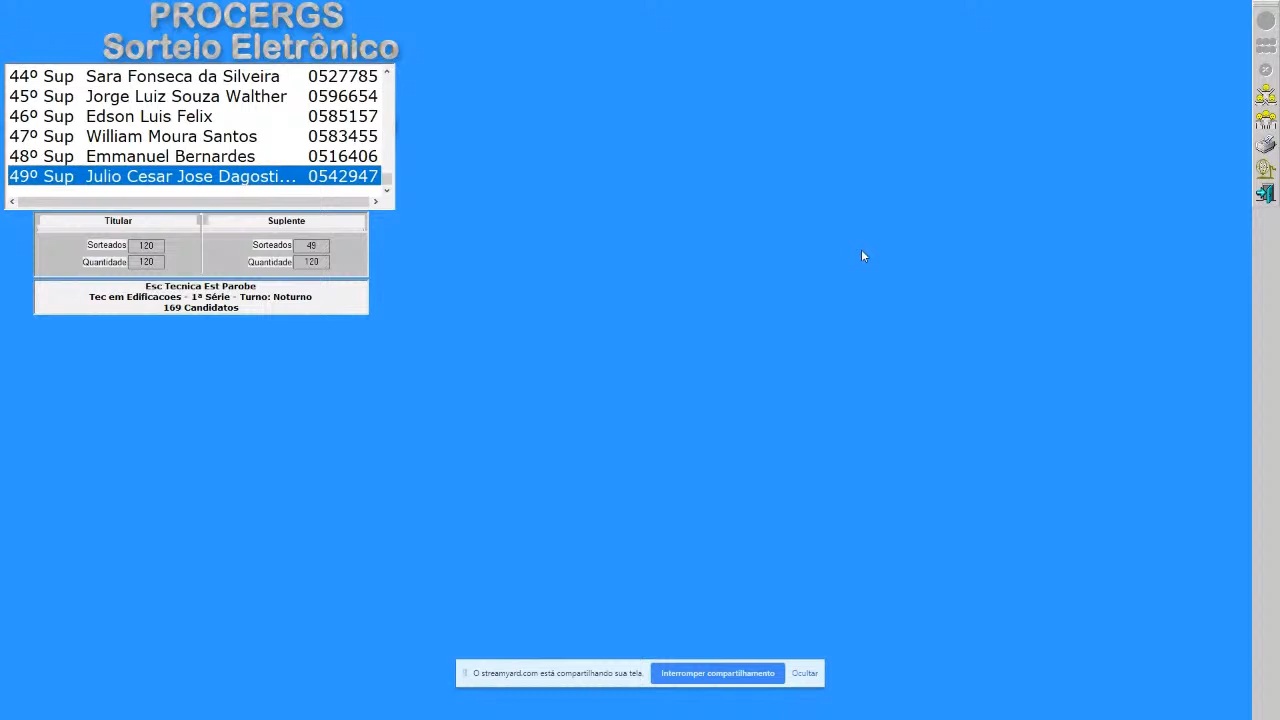 PROCERGS
Sorteio Eletrônico
44º Sup Sara Fonseca da Silveira 0527785
45º Sup Jorge Luiz Souza Walther 0596654
46º Sup Edson Luis Felix 0585157
47º Sup William Moura Santos 0583455
48º Sup Emmanuel Bernardes 0516406
49º Sup Julio Cesar Jose Dagosti... 0542947
Titular Suplente
Sorteados 120 Sorteados 49
Quantidade 120 Quantidade 120
Esc Tecnica Est Parobe
Tec em Edificacoes - 1ª Série - Turno: Noturno
169 Candidatos
O streamyard.com está compartilhando sua tela. Interromper compartilhamento Ocultar